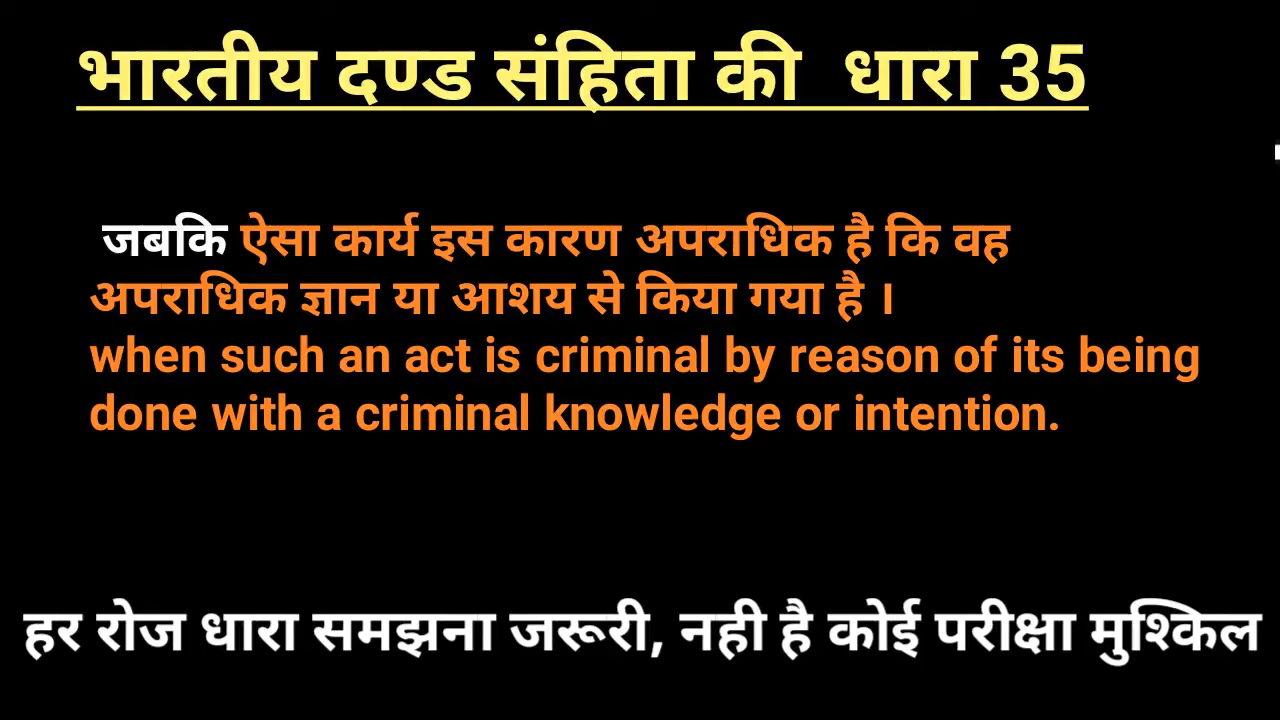 भारतीय दण्ड संहिता की धारा 35
जबकि ऐसा कार्य इस कारण अपराधिक है कि वह
अपराधिक ज्ञान या आशय से किया गया है ।
when such an act is criminal by reason of its being
done with a criminal knowledge or intention.
हर रोज धारा समझना जरूरी, नही है कोई परीक्षा मुश्किल